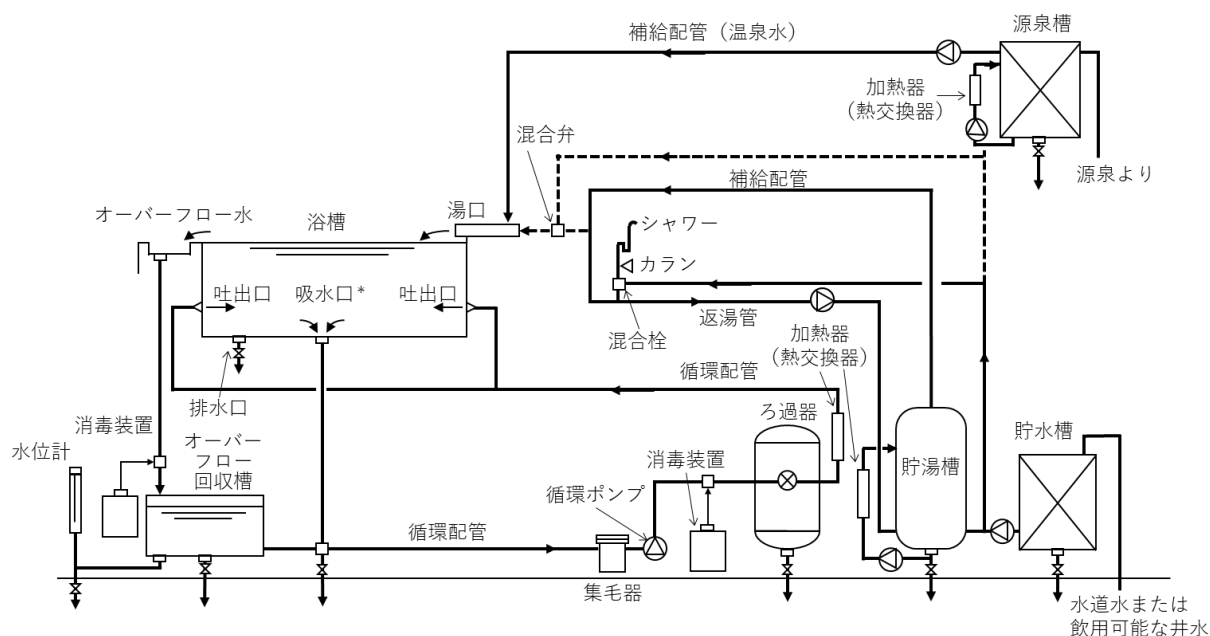 源泉槽
補給配管（温泉水）
加熱器
（熱交換器）
混合弁
源泉より
補給配管
オーバーフロー水
浴槽
湯口
シャワー
カラン
吐出口
吸水口*
吐出口
返湯管
混合栓
加熱器
（熱交換器）
循環配管
排水口
ろ過器
消毒装置
オーバー
フロー
回収槽
水位計
消毒装置
貯湯槽
貯水槽
循環ポンプ
循環配管
集毛器
水道水または
飲用可能な井水